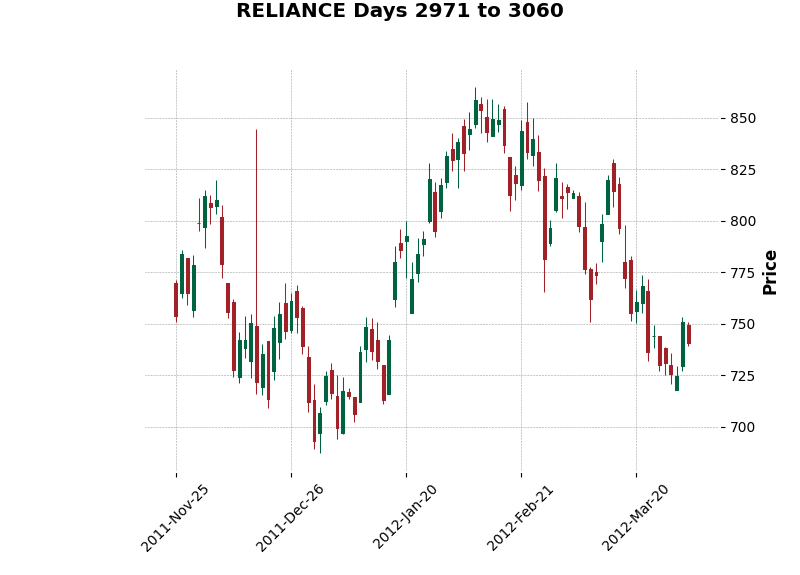 RELIANCE Days 2971 to 3060
850
825
800
775
750
725
700
Price
2011-Nov-25
2011-Dec-26
2012-Jan-20
2012-Feb-21
2012-Mar-20